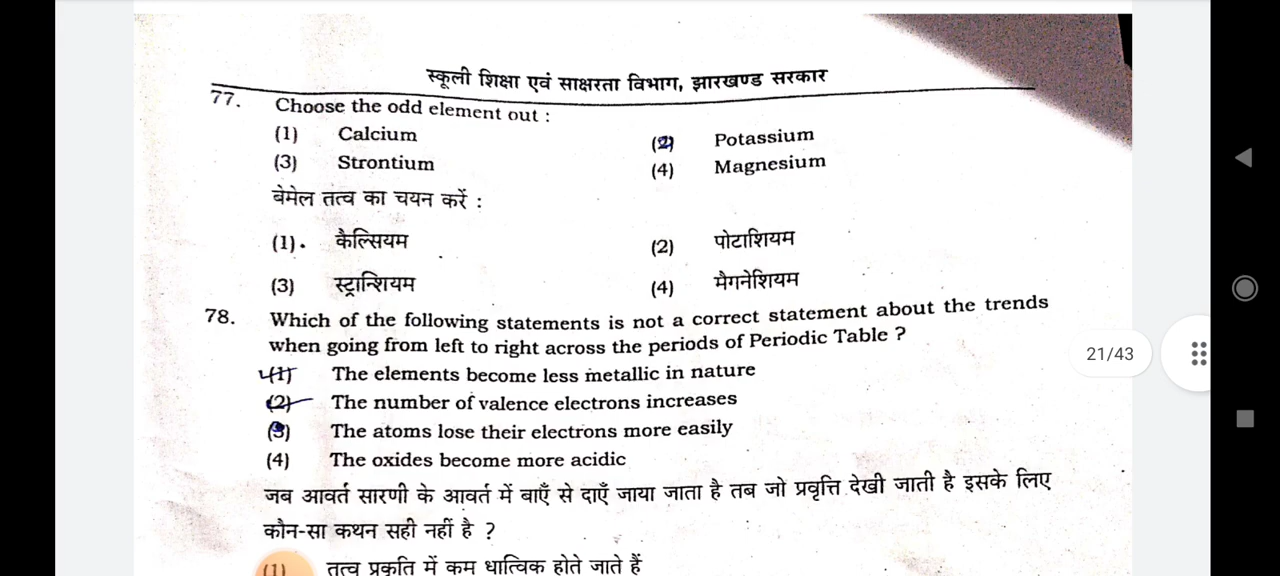 स्कूली शिक्षा एवं साक्षरता विभाग, झारखण्ड सरकार
77. Choose the odd element out :
(1) Calcium (2) Potassium
(3) Strontium (4) Magnesium
बेमेल तत्व का चयन करें :
(1). कैल्सियम (2) पोटाशियम
(3) स्ट्रान्शियम (4) मैगनेशियम
78. Which of the following statements is not a correct statement about the trends
when going from left to right across the periods of Periodic Table ?
(1) The elements become less metallic in nature
(2) The number of valence electrons increases
(3) The atoms lose their electrons more easily
(4) The oxides become more acidic
जब आवर्त सारणी के आवर्त में बाएँ से दाएँ जाया जाता है तब जो प्रवृत्ति देखी जाती है इसके लिए
कौन-सा कथन सही नहीं है ?
(1) तत्व प्रकृति में कम धात्विक होते जाते हैं
21/43